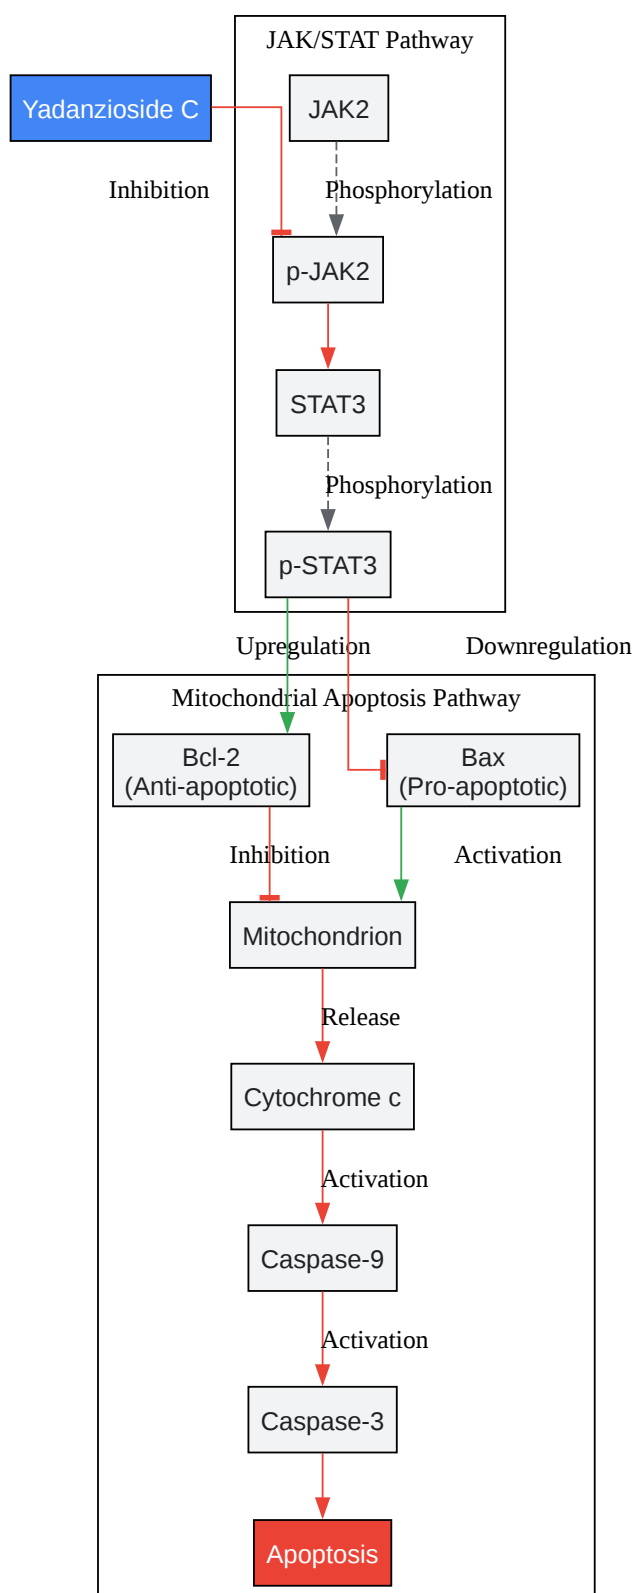 JAK/STAT Pathway
Yadanzioside C
JAK2
Inhibition
Phosphorylation
p-JAK2
STAT3
Phosphorylation
p-STAT3
Upregulation
Downregulation
Mitochondrial Apoptosis Pathway
Bcl-2
(Anti-apoptotic)
Bax
(Pro-apoptotic)
Inhibition
Activation
Mitochondrion
Release
Cytochrome c
Activation
Caspase-9
Activation
Caspase-3
Apoptosis